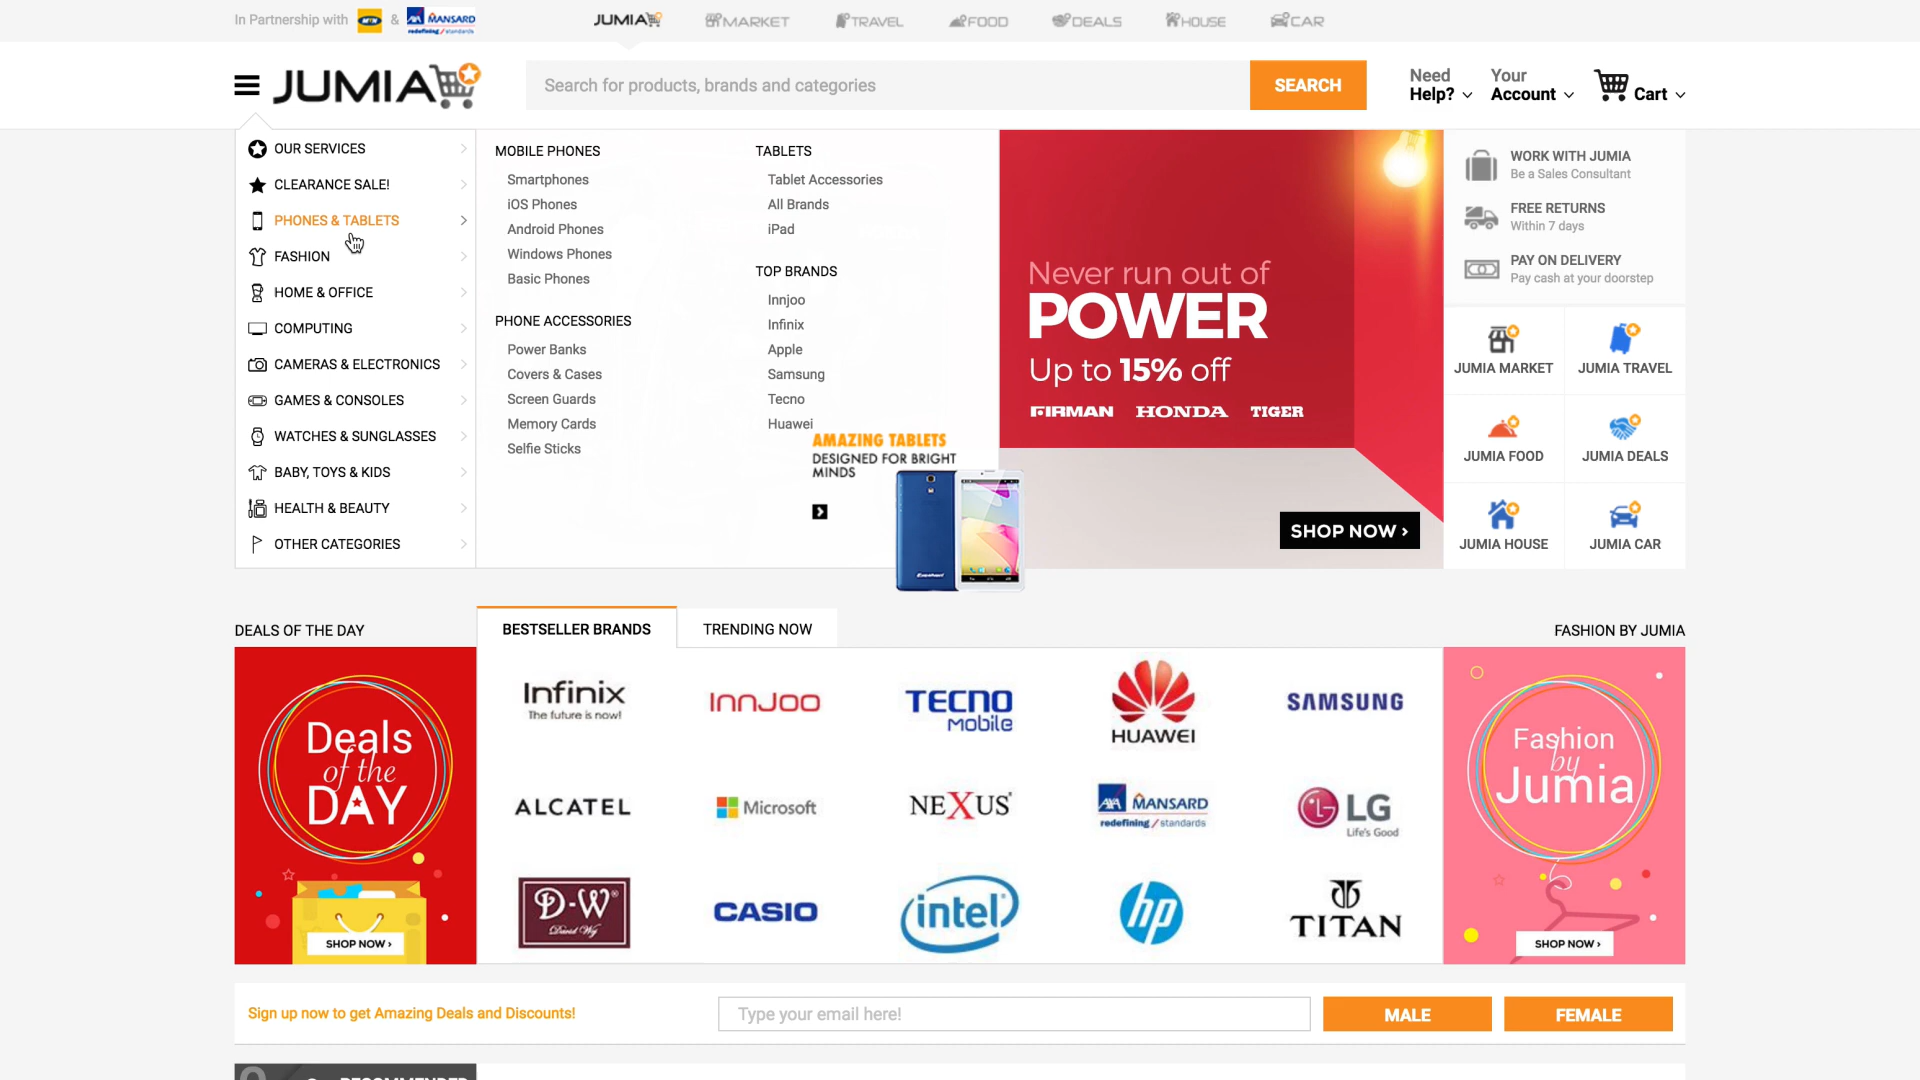 In Partnership with MTN & AXA MANSARD
redefining / standards
JUMIA
MARKET
TRAVEL
FOOD
DEALS
HOUSE
CAR
JUMIA
Search for products, brands and categories
SEARCH
Need
Help?
Your
Account
Cart
OUR SERVICES
CLEARANCE SALE!
PHONES & TABLETS
FASHION
HOME & OFFICE
COMPUTING
CAMERAS & ELECTRONICS
GAMES & CONSOLES
WATCHES & SUNGLASSES
BABY, TOYS & KIDS
HEALTH & BEAUTY
OTHER CATEGORIES
MOBILE PHONES
Smartphones
iOS Phones
Android Phones
Windows Phones
Basic Phones
PHONE ACCESSORIES
Power Banks
Covers & Cases
Screen Guards
Memory Cards
Selfie Sticks
TABLETS
Tablet Accessories
All Brands
iPad
TOP BRANDS
Innjoo
Infinix
Apple
Samsung
Tecno
Huawei
AMAZING TABLETS
DESIGNED FOR BRIGHT
MINDS
Never run out of
POWER
Up to 15% off
FIRMAN HONDA TIGER
SHOP NOW ›
WORK WITH JUMIA
Be a Sales Consultant
FREE RETURNS
Within 7 days
PAY ON DELIVERY
Pay cash at your doorstep
JUMIA MARKET
JUMIA TRAVEL
JUMIA FOOD
JUMIA DEALS
JUMIA HOUSE
JUMIA CAR
DEALS OF THE DAY
BESTSELLER BRANDS
TRENDING NOW
FASHION BY JUMIA
Deals
of the
DAY
SHOP NOW ›
Infinix
The future is now!
InnJOO
TECNO
mobile
HUAWEI
SAMSUNG
ALCATEL
Microsoft
NEXUS
AXA MANSARD
redefining / standards
LG
Life's Good
D-W
David Wej
CASIO
intel
hp
TITAN
Fashion
by
Jumia
SHOP NOW ›
Sign up now to get Amazing Deals and Discounts!
Type your email here!
MALE
FEMALE
RECOMMENDED